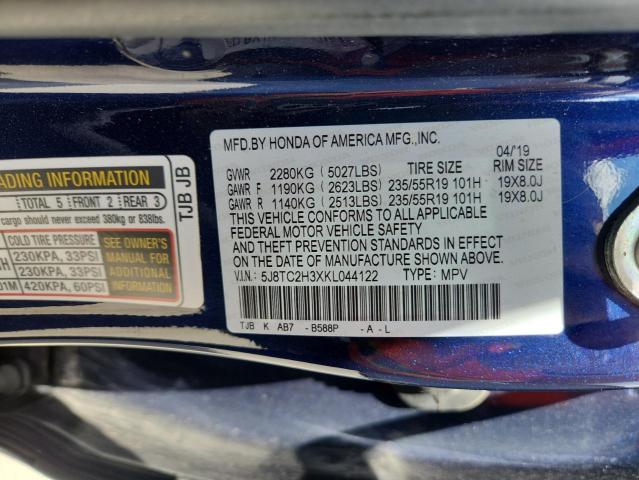 MFD.BY HONDA OF AMERICA MFG.,INC.
04/19
GVWR 2280KG (5027LBS) TIRE SIZE RIM SIZE
GAWR F 1190KG (2623LBS) 235/55R19 101H 19X8.0J
GAWR R 1140KG (2513LBS) 235/55R19 101H 19X8.0J
THIS VEHICLE CONFORMS TO ALL APPLICABLE
FEDERAL MOTOR VEHICLE SAFETY
AND THEFT PREVENTION STANDARDS IN EFFECT
ON THE DATE OF MANUFACTURE SHOWN ABOVE.
V.I.N.: 5J8TC2H3XKL044122 TYPE: MPV
TJB K AB7 - B588P - A - L
ADING INFORMATION
TOTAL 5 FRONT 2 REAR 3
cargo should never exceed 380kg or 838lbs.
COLD TIRE PRESSURE
230KPA, 33PSI
230KPA, 33PSI
01M 420KPA, 60PSI
SEE OWNER'S
MANUAL FOR
ADDITIONAL
INFORMATION
TJB JB